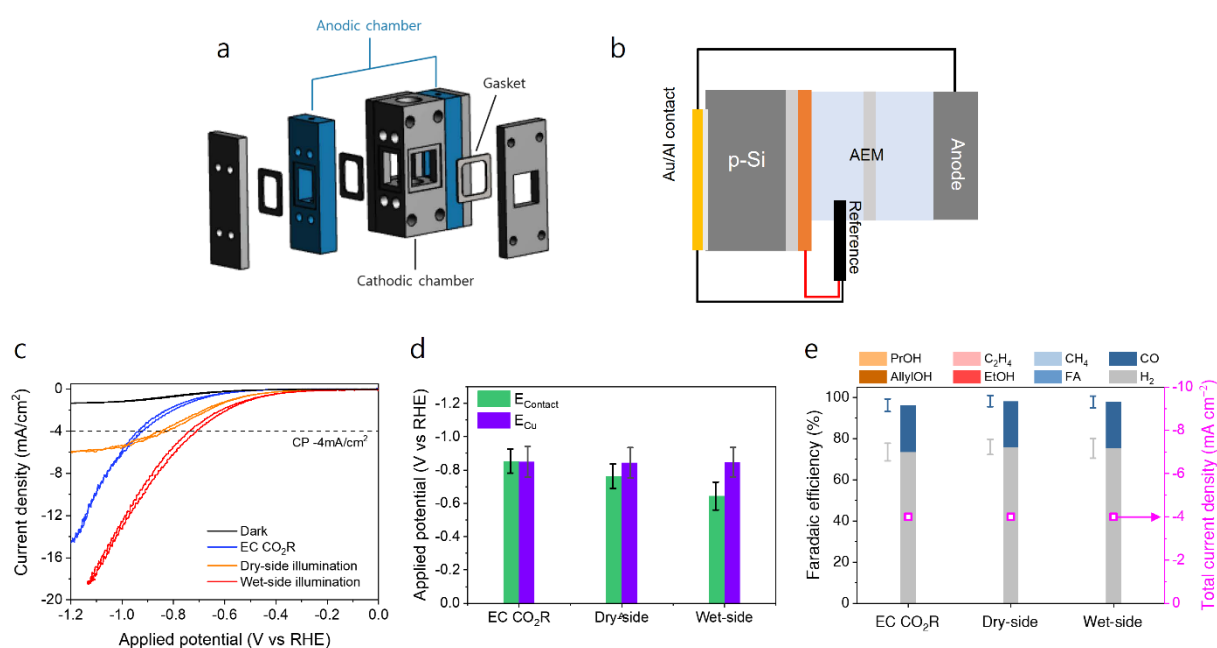 a
Anodic chamber
Gasket
Cathodic chamber
b
Au/Al contact
p-Si
AEM
Reference
Anode
c
Current density (mA/cm²)
0
-4
-8
-12
-16
-20
CP -4mA/cm²
Dark
EC CO₂R
Dry-side illumination
Wet-side illumination
-1.2 -1.0 -0.8 -0.6 -0.4 -0.2 0.0
Applied potential (V vs RHE)
d
Applied potential (V vs RHE)
-1.2
-1.0
-0.8
-0.6
-0.4
-0.2
0.0
E_Contact
E_Cu
EC CO₂R Dry-side Wet-side
e
PrOH C₂H₄ CH₄ CO
AllylOH EtOH FA H₂
Faradaic efficiency (%)
100
80
60
40
20
0
-10
-8
-6
-4
-2
0
Total current density (mA cm⁻²)
EC CO₂R Dry-side Wet-side